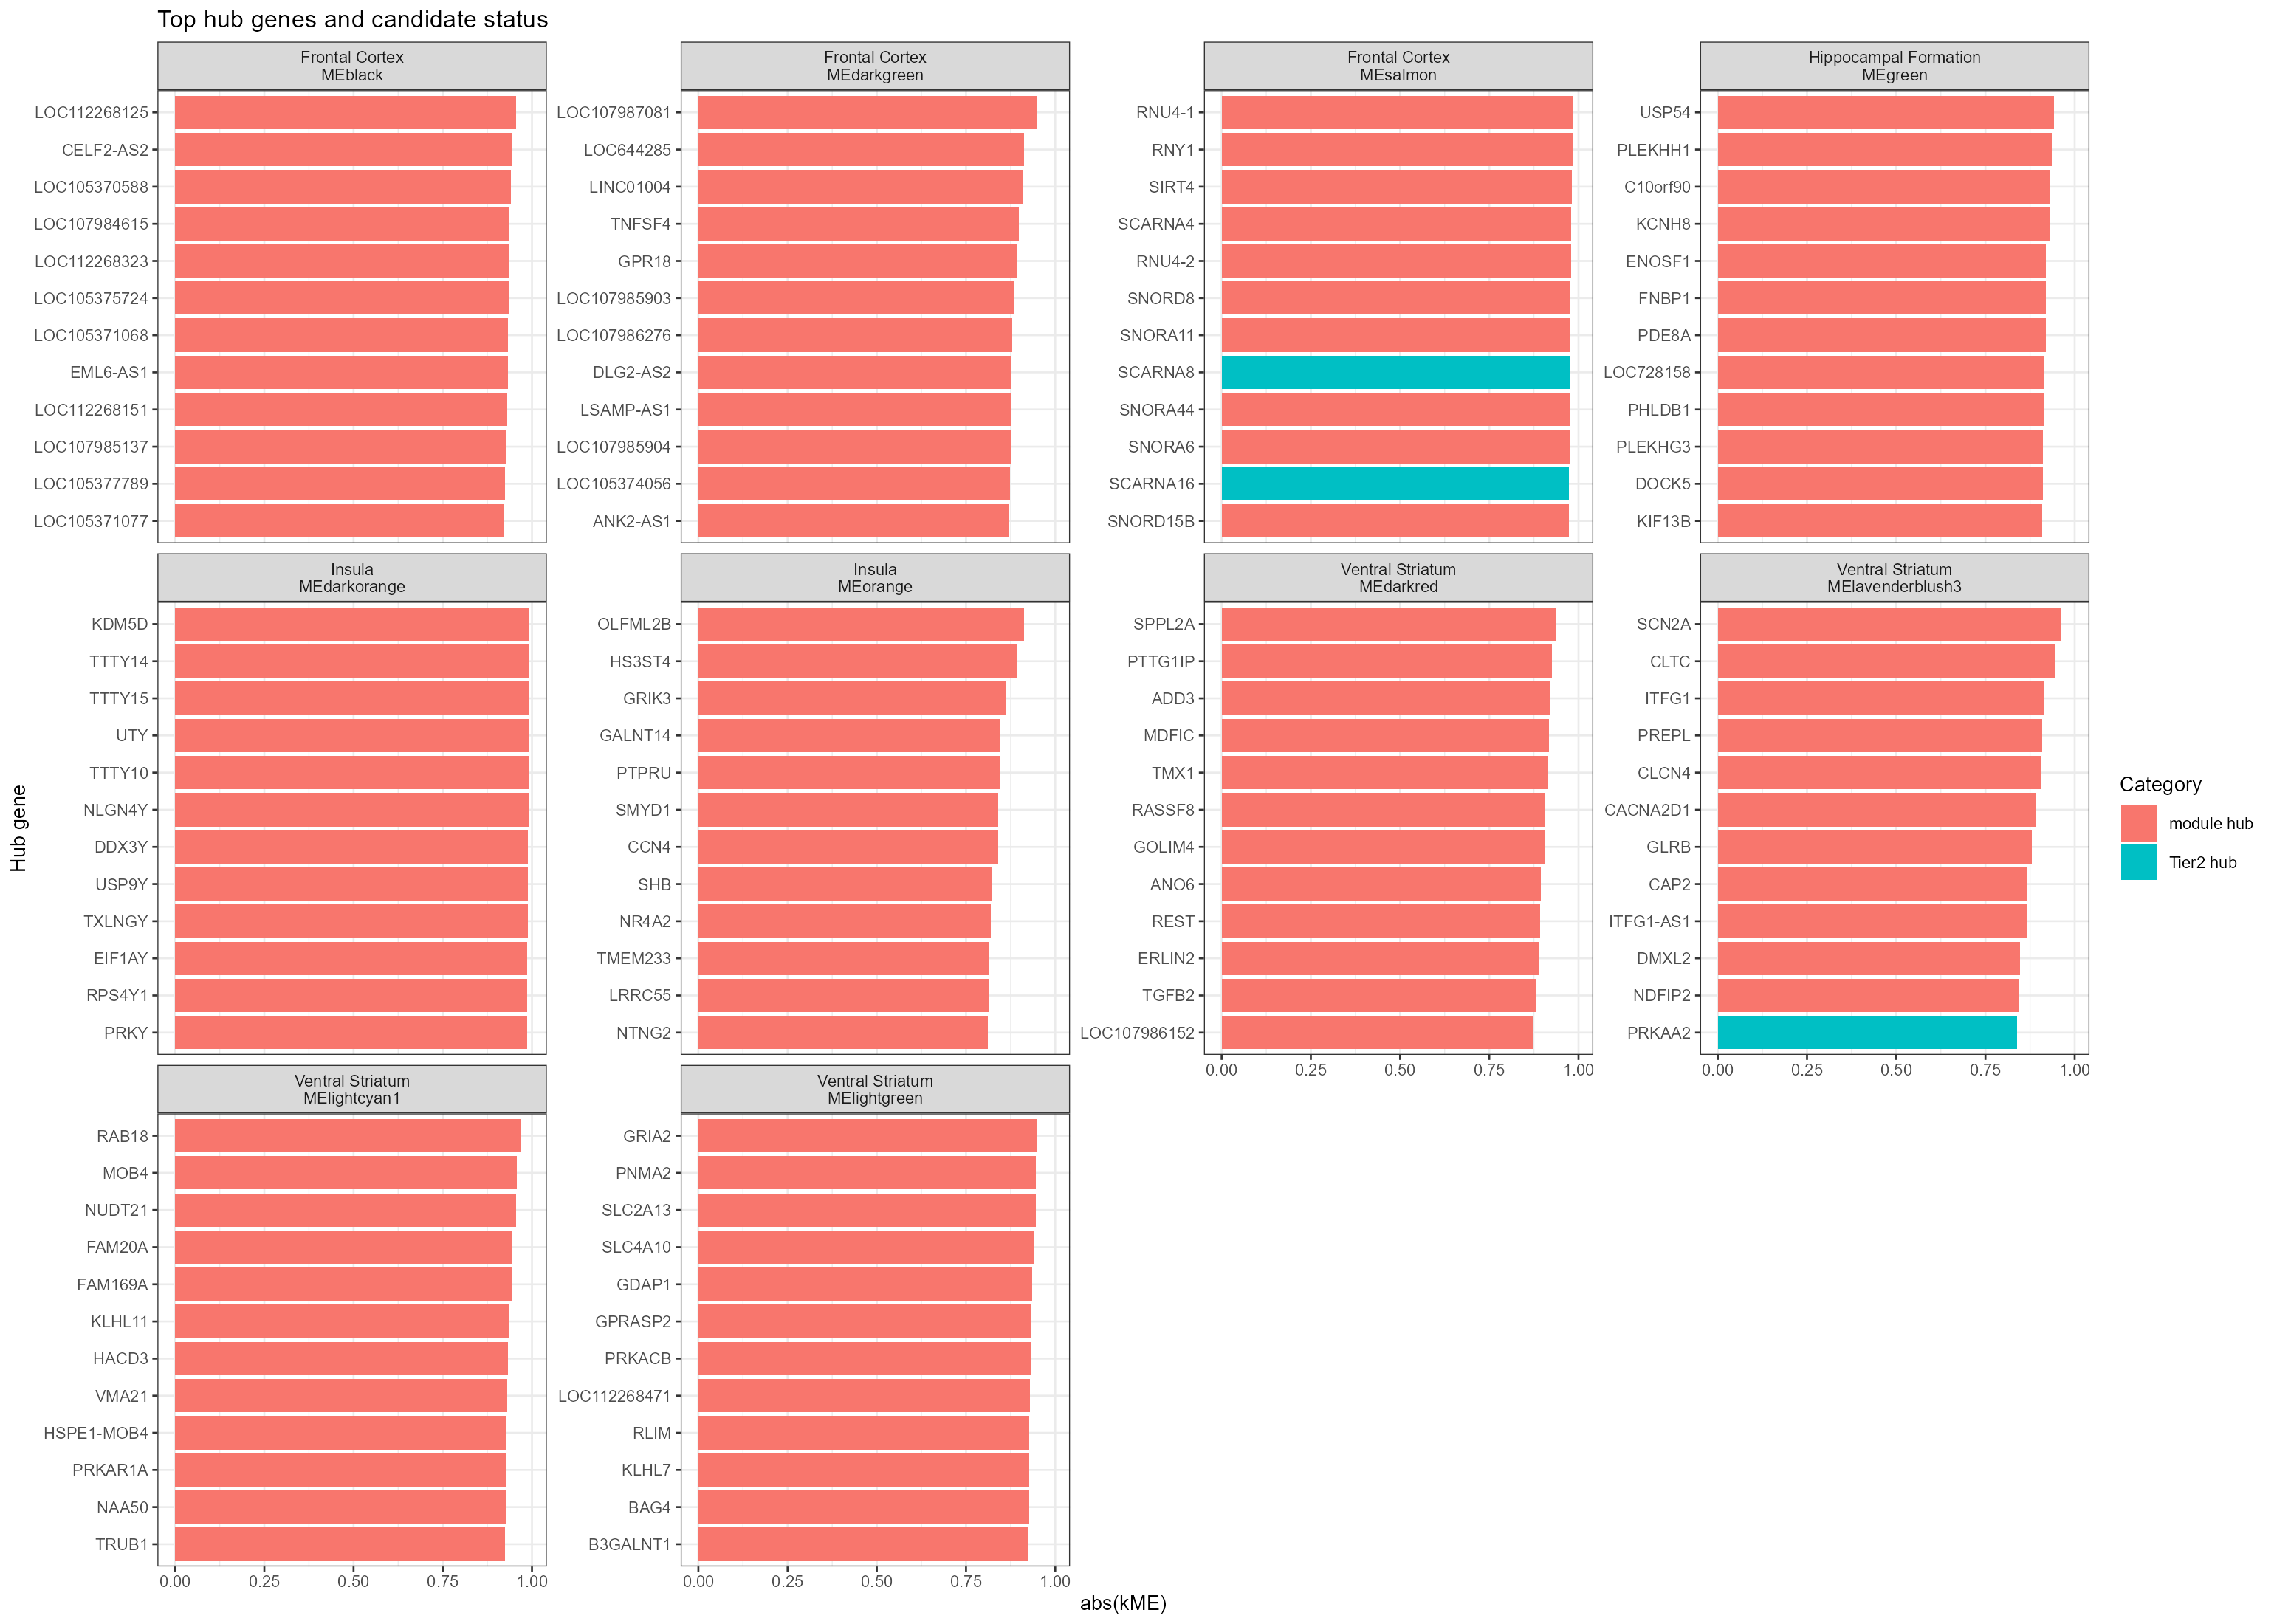 Top hub genes and candidate status
Frontal Cortex
MEblack
LOC112268125
CELF2-AS2
LOC105370588
LOC107984615
LOC112268323
LOC105375724
LOC105371068
EML6-AS1
LOC112268151
LOC107985137
LOC105377789
LOC105371077
Frontal Cortex
MEdarkgreen
LOC107987081
LOC644285
LINC01004
TNFSF4
GPR18
LOC107985903
LOC107986276
DLG2-AS2
LSAMP-AS1
LOC107985904
LOC105374056
ANK2-AS1
Frontal Cortex
MEsalmon
RNU4-1
RNY1
SIRT4
SCARNA4
RNU4-2
SNORD8
SNORA11
SCARNA8
SNORA44
SNORA6
SCARNA16
SNORD15B
Hippocampal Formation
MEgreen
USP54
PLEKHH1
C10orf90
KCNH8
ENOSF1
FNBP1
PDE8A
LOC728158
PHLDB1
PLEKHG3
DOCK5
KIF13B
Insula
MEdarkorange
KDM5D
TTTY14
TTTY15
UTY
TTTY10
NLGN4Y
DDX3Y
USP9Y
TXLNGY
EIF1AY
RPS4Y1
PRKY
Insula
MEorange
OLFML2B
HS3ST4
GRIK3
GALNT14
PTPRU
SMYD1
CCN4
SHB
NR4A2
TMEM233
LRRC55
NTNG2
Ventral Striatum
MEdarkred
SPPL2A
PTTG1IP
ADD3
MDFIC
TMX1
RASSF8
GOLIM4
ANO6
REST
ERLIN2
TGFB2
LOC107986152
0.00 0.25 0.50 0.75 1.00
Ventral Striatum
MElavenderblush3
SCN2A
CLTC
ITFG1
PREPL
CLCN4
CACNA2D1
GLRB
CAP2
ITFG1-AS1
DMXL2
NDFIP2
PRKAA2
0.00 0.25 0.50 0.75 1.00
Ventral Striatum
MElightcyan1
RAB18
MOB4
NUDT21
FAM20A
FAM169A
KLHL11
HACD3
VMA21
HSPE1-MOB4
PRKAR1A
NAA50
TRUB1
0.00 0.25 0.50 0.75 1.00
Ventral Striatum
MElightgreen
GRIA2
PNMA2
SLC2A13
SLC4A10
GDAP1
GPRASP2
PRKACB
LOC112268471
RLIM
KLHL7
BAG4
B3GALNT1
0.00 0.25 0.50 0.75 1.00
Hub gene
abs(kME)
Category
module hub
Tier2 hub